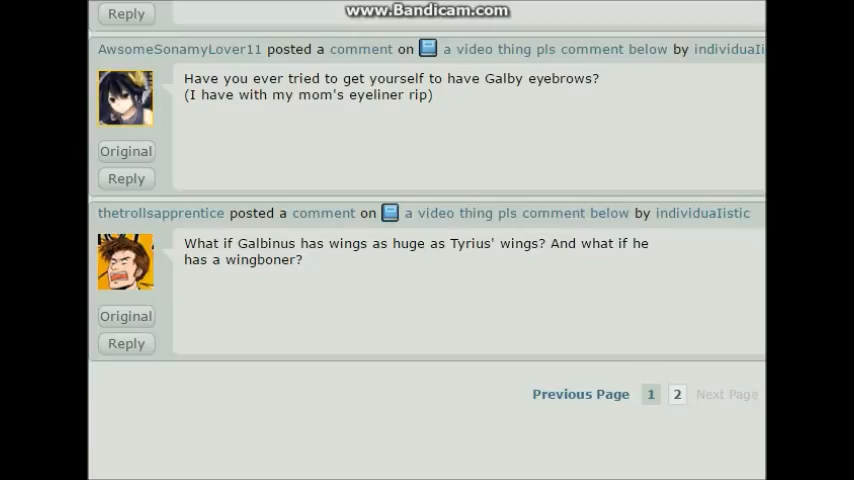 www.Bandicam.com
Reply
AwsomeSonamyLover11 posted a comment on a video thing pls comment below by individuaIi
Have you ever tried to get yourself to have Galby eyebrows?
(I have with my mom's eyeliner rip)
Original
Reply
thetrollsapprentice posted a comment on a video thing pls comment below by individuaIistic
What if Galbinus has wings as huge as Tyrius' wings? And what if he
has a wingboner?
Original
Reply
Previous Page 1 2 Next Page